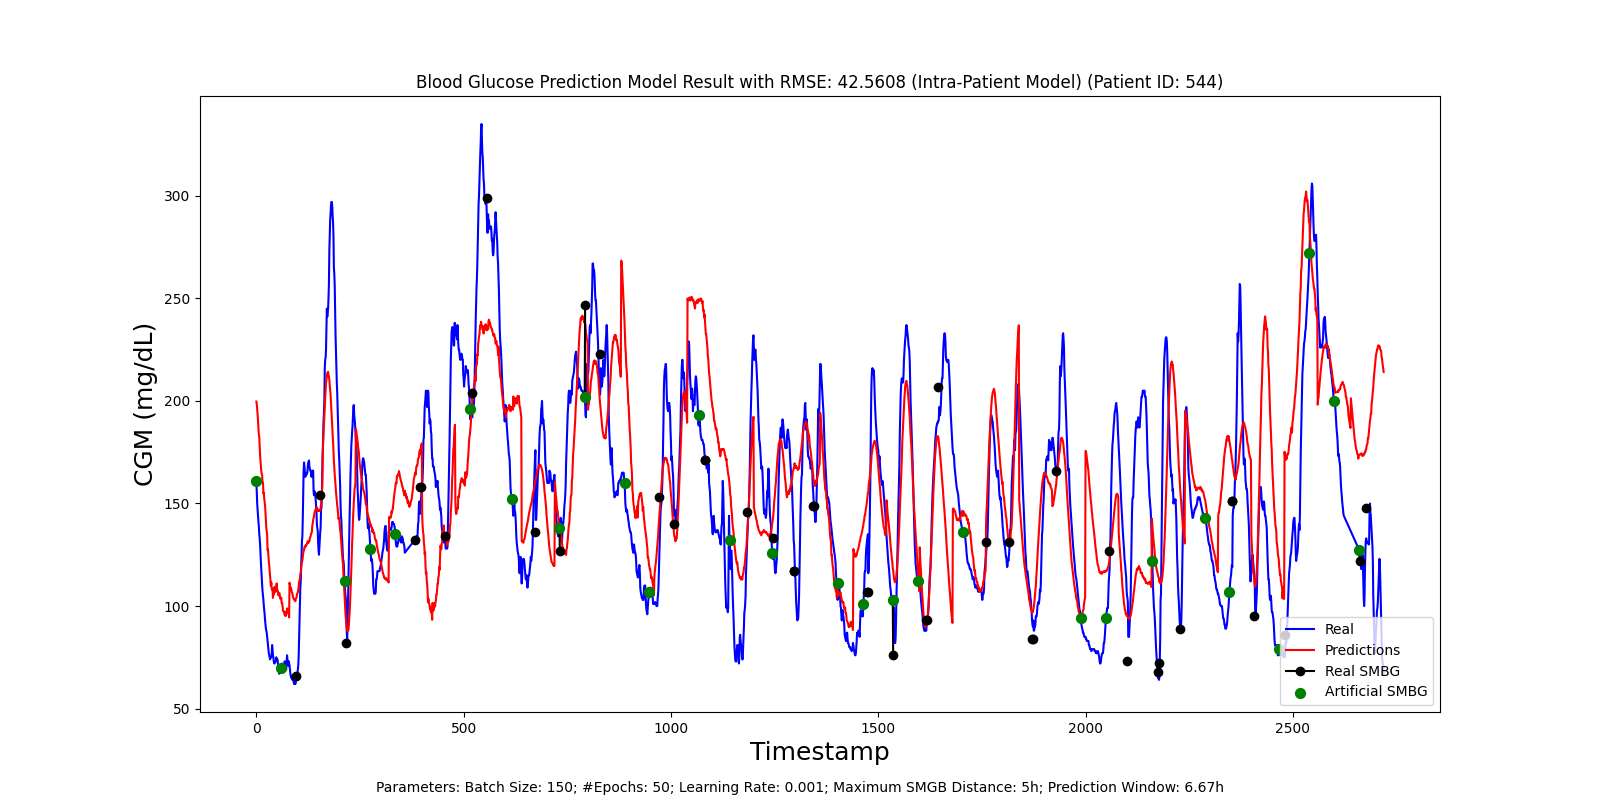 Blood Glucose Prediction Model Result with RMSE: 42.5608 (Intra-Patient Model) (Patient ID: 544)
CGM (mg/dL)
300
250
200
150
100
50
0 500 1000 1500 2000 2500
Real
Predictions
Real SMBG
Artificial SMBG
Timestamp
Parameters: Batch Size: 150; #Epochs: 50; Learning Rate: 0.001; Maximum SMGB Distance: 5h; Prediction Window: 6.67h